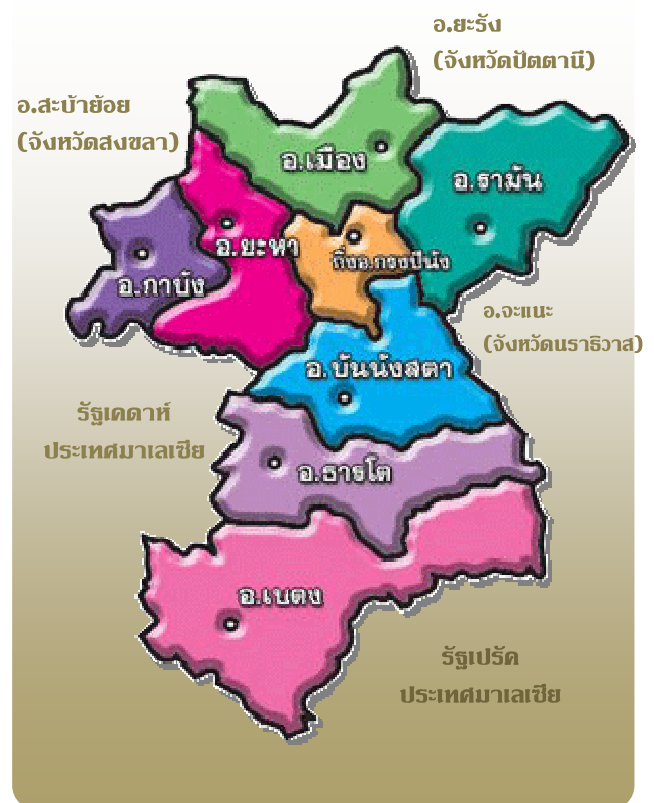 อ.ยะรัง
(จังหวัดปัตตานี)
อ.สะบ้าย้อย
(จังหวัดสงขลา)
อ.เมือง
อ.รามัน
อ.ยะหา
กิ่งอ.กรงปินัง
อ.กาบัง
อ.จะแนะ
(จังหวัดนราธิวาส)
อ.บันนังสตา
รัฐเคดาห์
ประเทศมาเลเซีย
อ.ธารโต
อ.เบตง
รัฐเปรัค
ประเทศมาเลเซีย